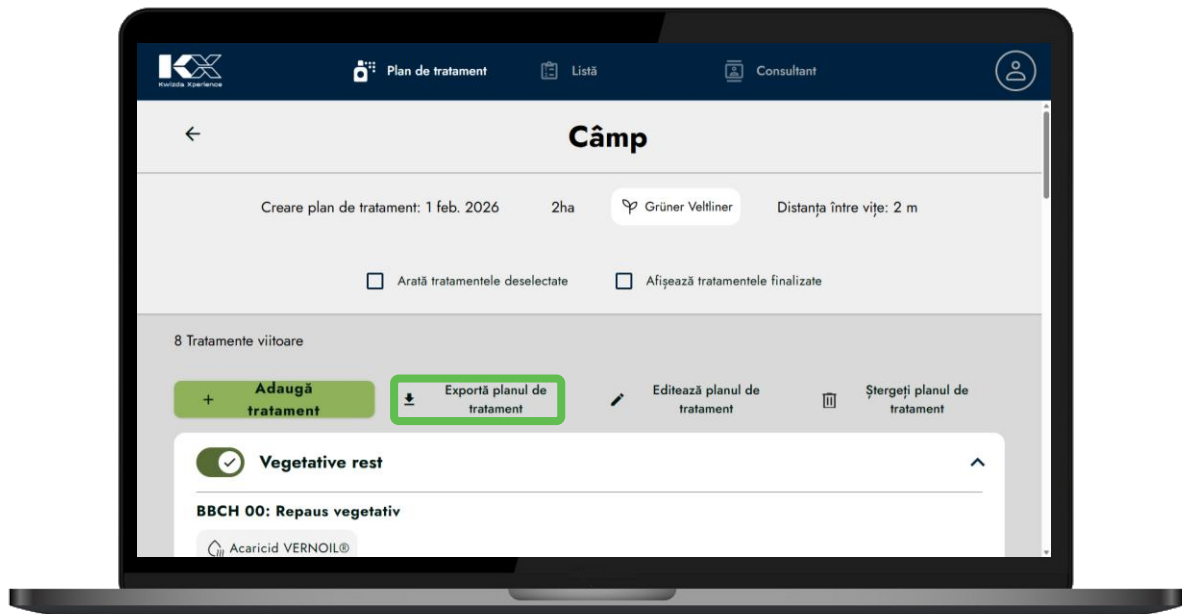 KX
Kwizda Xperience
Plan de tratament
Listă
Consultant
Câmp
Creare plan de tratament: 1 feb. 2026
2ha
Grüner Veltliner
Distanța între vițe: 2 m
Arată tratamentele deselectate
Afișează tratamentele finalizate
8 Tratamente viitoare
+ Adaugă
tratament
Exportă planul de
tratament
Editează planul de
tratament
Ștergeți planul de
tratament
Vegetative rest
BBCH 00: Repaus vegetativ
Acaricid VERNOIL®